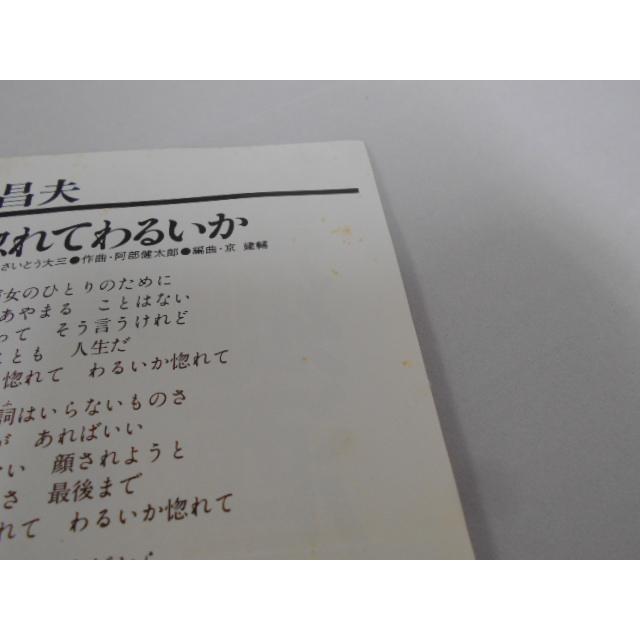 昌夫
惚れてわるいか
さいとう大三●作曲・阿部健太郎●編曲・京 建輔
女のひとりのために
あやまる ことはない
って そう言うけれど
とも 人生だ
惚れて わるいか惚れて
詞はいらないものさ
が あればいい
い 顔されようと
さ 最後まで
れて わるいか惚れて